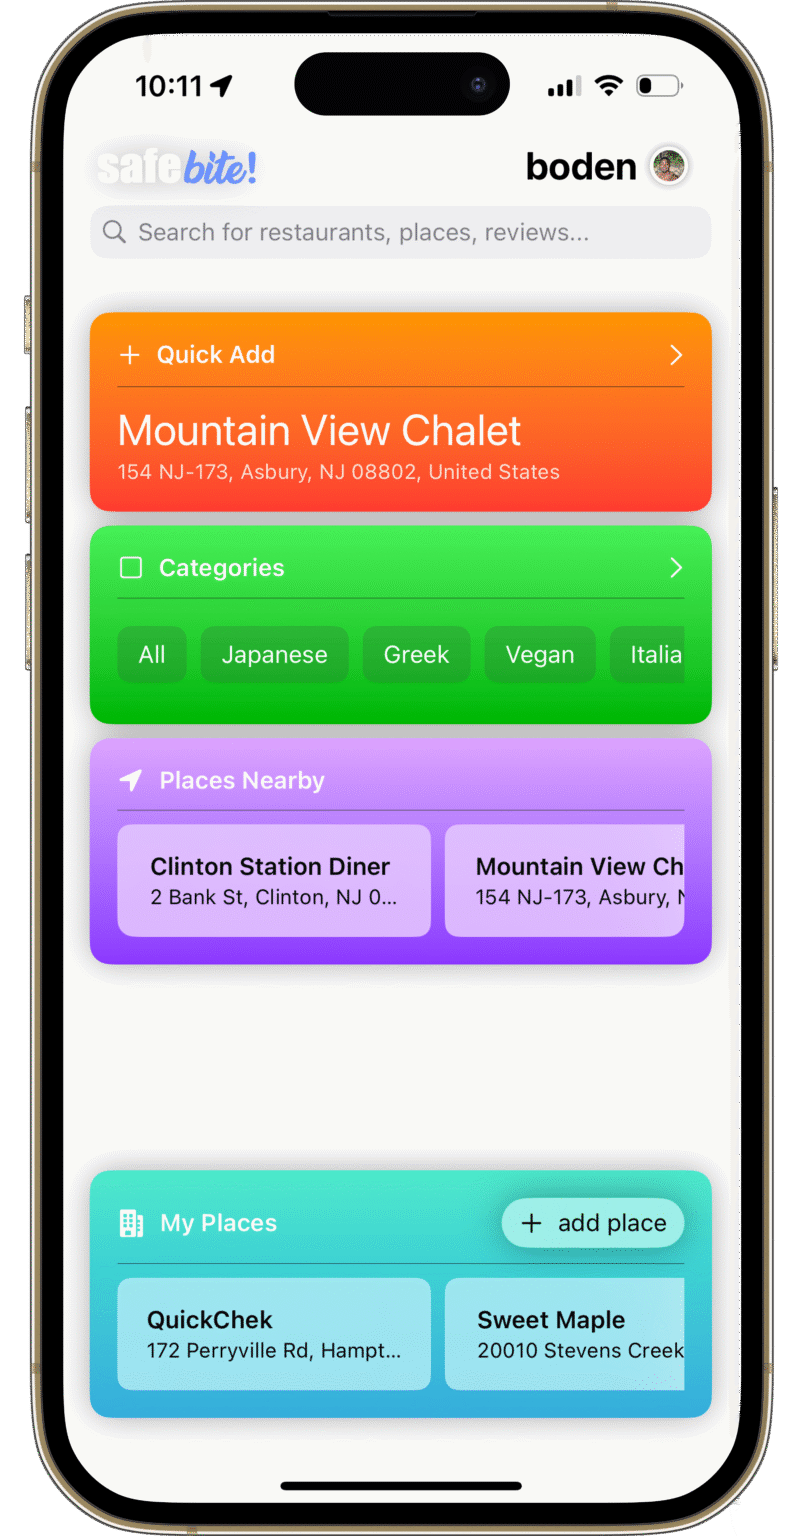 10:11
safebite!
boden
Search for restaurants, places, reviews...
Quick Add
Mountain View Chalet
154 NJ-173, Asbury, NJ 08802, United States
Categories
All Japanese Greek Vegan Italia
Places Nearby
Clinton Station Diner Mountain View Ch
2 Bank St, Clinton, NJ 0... 154 NJ-173, Asbury,
My Places
+ add place
QuickChek Sweet Maple
172 Perryville Rd, Hampt... 20010 Stevens Creek